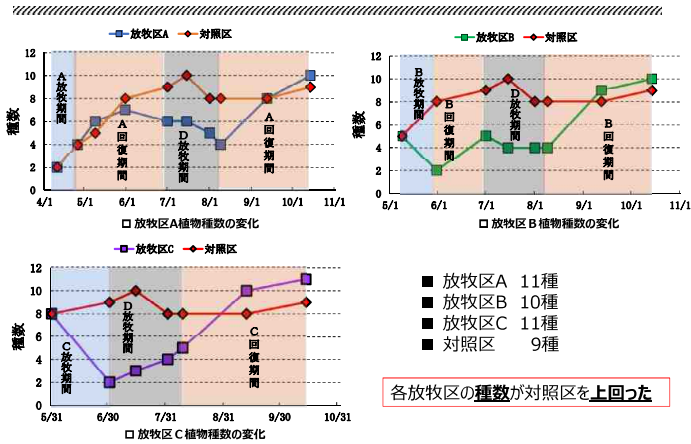 放牧区A 対照区
種数
12
10
8
6
4
2
0
A放牧期間
A回復期間
D放牧期間
A回復期間
4/1 5/1 6/1 7/1 8/1 9/1 10/1 11/1
放牧区A植物種数の変化
放牧区B 対照区
種数
12
10
8
6
4
2
0
B放牧期間
B回復期間
D放牧期間
B回復期間
5/1 6/1 7/1 8/1 9/1 10/1 11/1
放牧区B植物種数の変化
放牧区C 対照区
種数
12
10
8
6
4
2
0
C放牧期間
D放牧期間
C回復期間
5/31 6/30 7/31 8/31 9/30 10/31
放牧区C植物種数の変化
■ 放牧区A 11種
■ 放牧区B 10種
■ 放牧区C 11種
■ 対照区 9種
各放牧区の種数が対照区を上回った